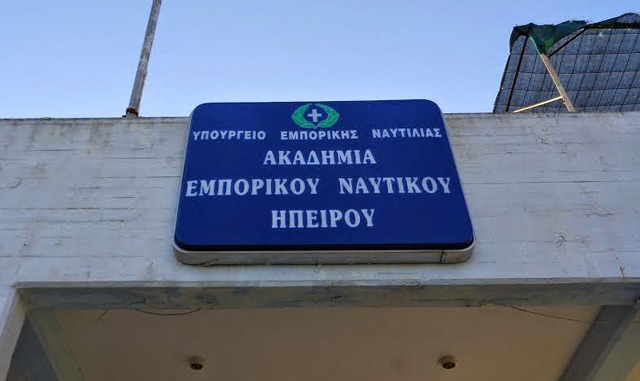 ΥΠΟΥΡΓΕΙΟ ΕΜΠΟΡΙΚΗΣ ΝΑΥΤΙΛΙΑΣ
ΑΚΑΔΗΜΙΑ
ΕΜΠΟΡΙΚΟΥ ΝΑΥΤΙΚΟΥ
ΗΠΕΙΡΟΥ